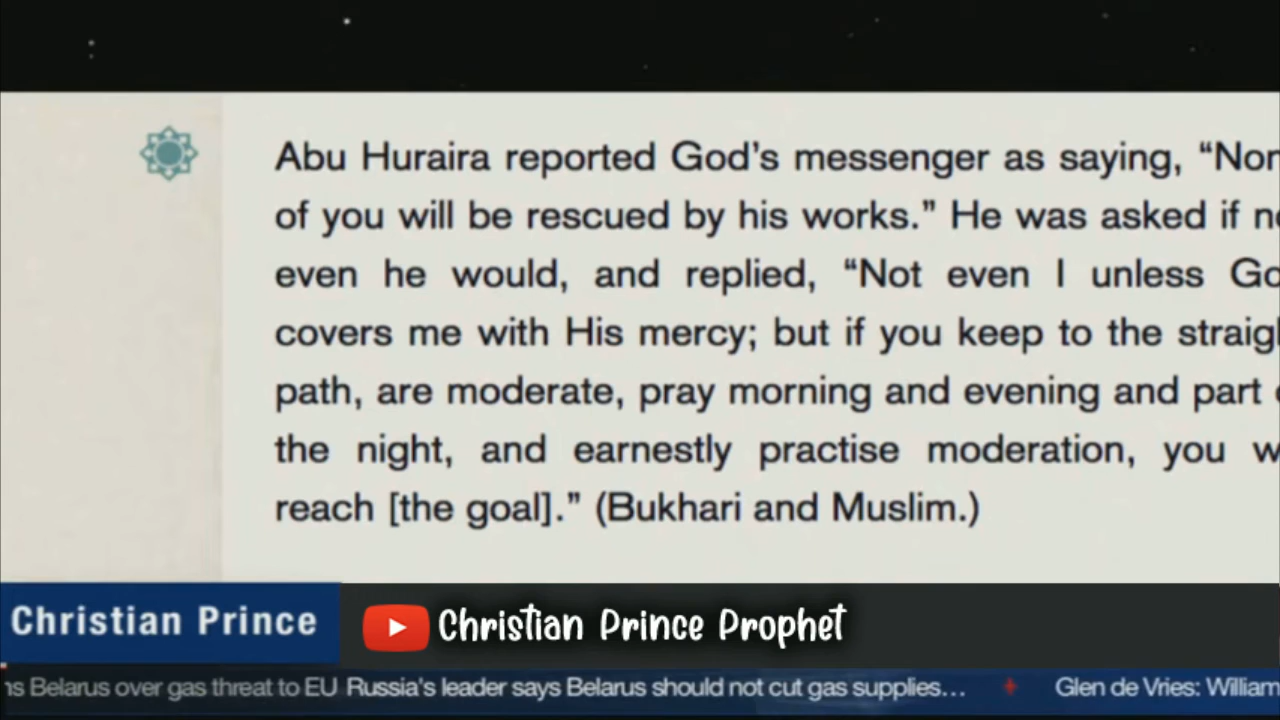 Abu Huraira reported God's messenger as saying, “Nor
of you will be rescued by his works.” He was asked if
even he would, and replied, “Not even I unless
covers me with His mercy; but if you keep to the
path, are moderate, pray morning and evening and part
the night, and earnestly practise moderation, you
reach [the goal].” (Bukhari and Muslim.)
Christian Prince
Christian Prince Prophet
Belarus over gas threat to EU Russia's leader says Belarus should not cut gas supplies... Glen de Vries: William